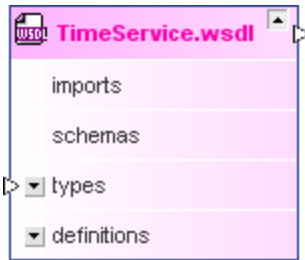 WSDL TimeService.wsdl
imports
schemas
types
definitions